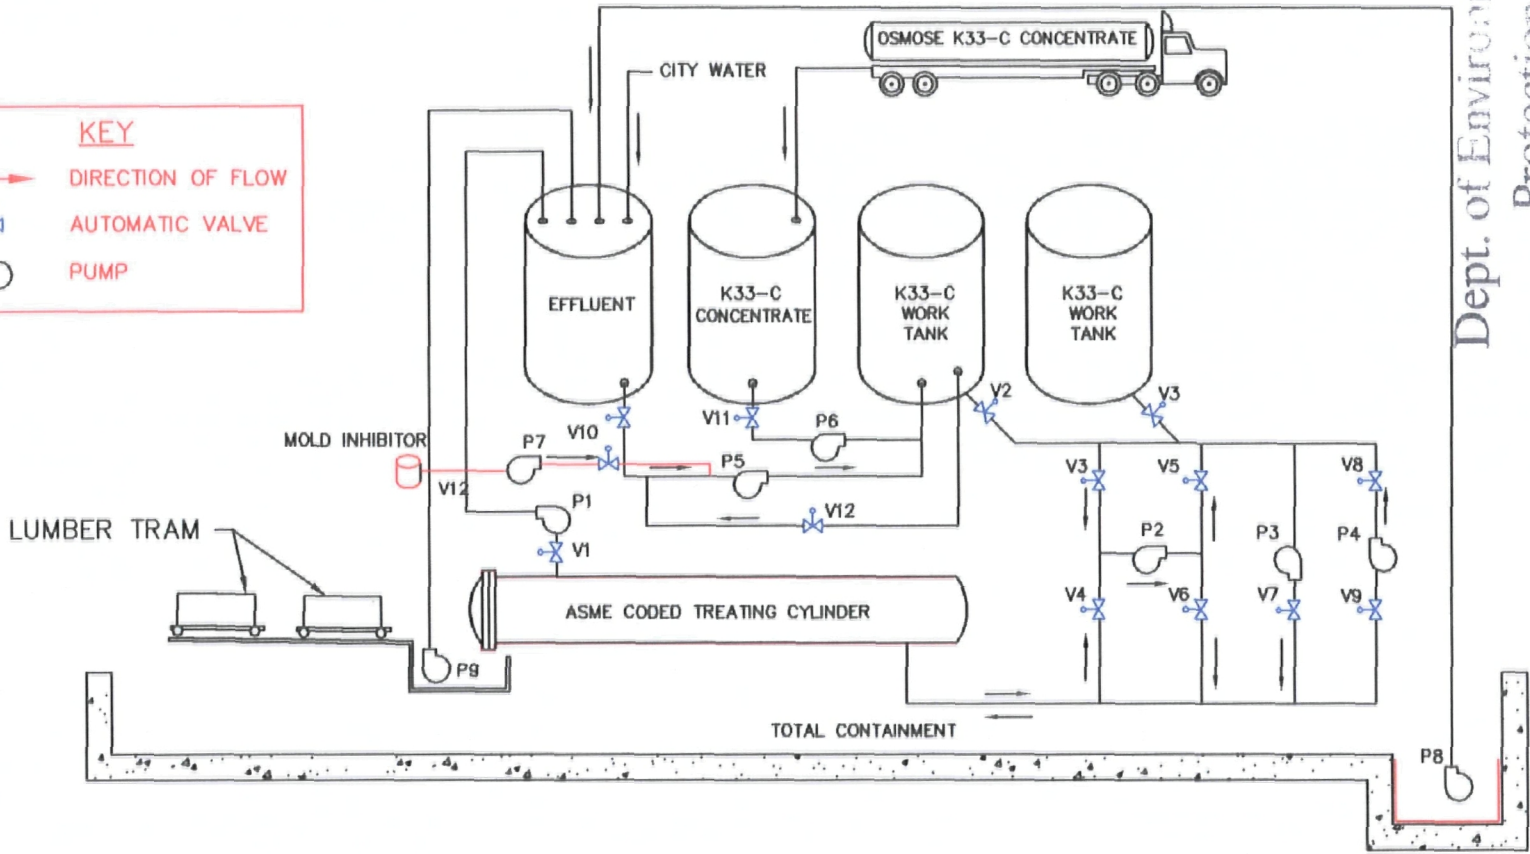 OSMOSE K33-C CONCENTRATE
CITY WATER
KEY
DIRECTION OF FLOW
AUTOMATIC VALVE
PUMP
Dept. of
EFFLUENT
K33-C
CONCENTRATE
K33-C
WORK
TANK
K33-C
WORK
TANK
V2
V3
V10
V11
P6
MOLD INHIBITOR
P7
P5
V12
V3
V5
V8
P1
V12
LUMBER TRAM
V1
P2
P3
P4
ASME CODED TREATING CYLINDER
V4
V6
V7
V9
P9
TOTAL CONTAINMENT
P8